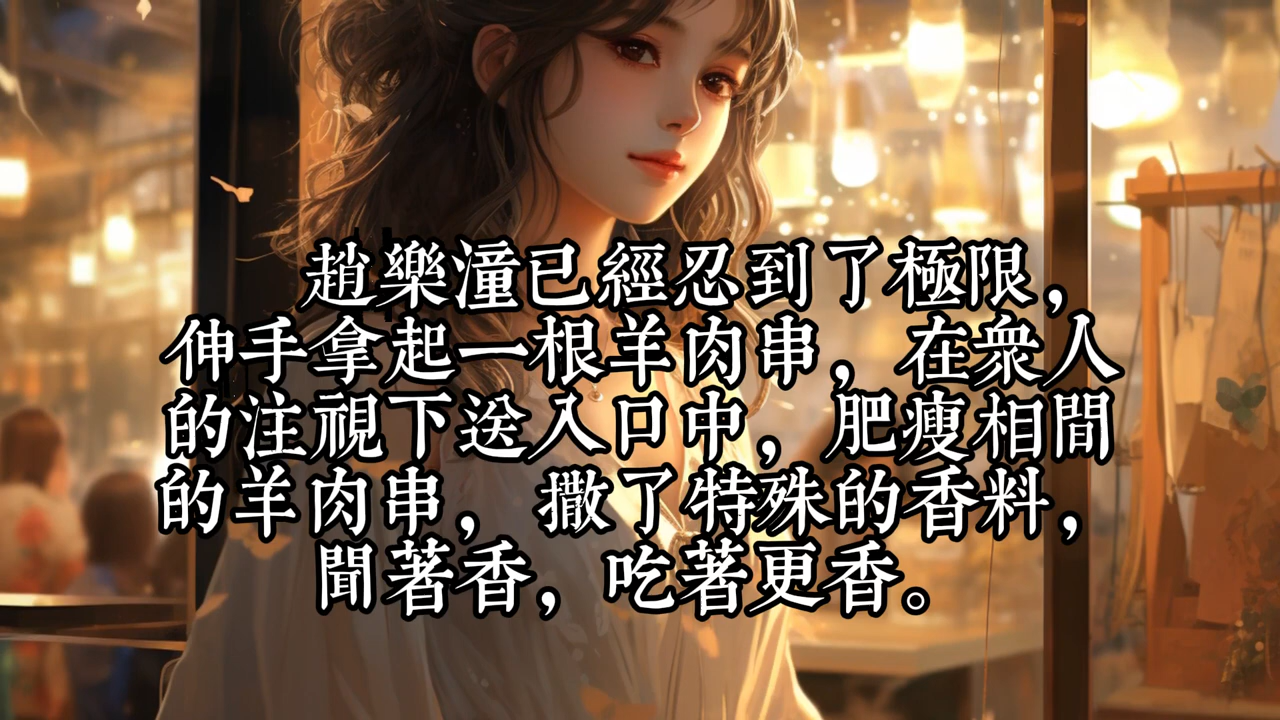 趙樂潼已經忍到了極限，
伸手拿起一根羊肉串，在衆人
的注視下送入口中，肥瘦相間
的羊肉串，撒了特殊的香料，
聞著香，吃著更香。